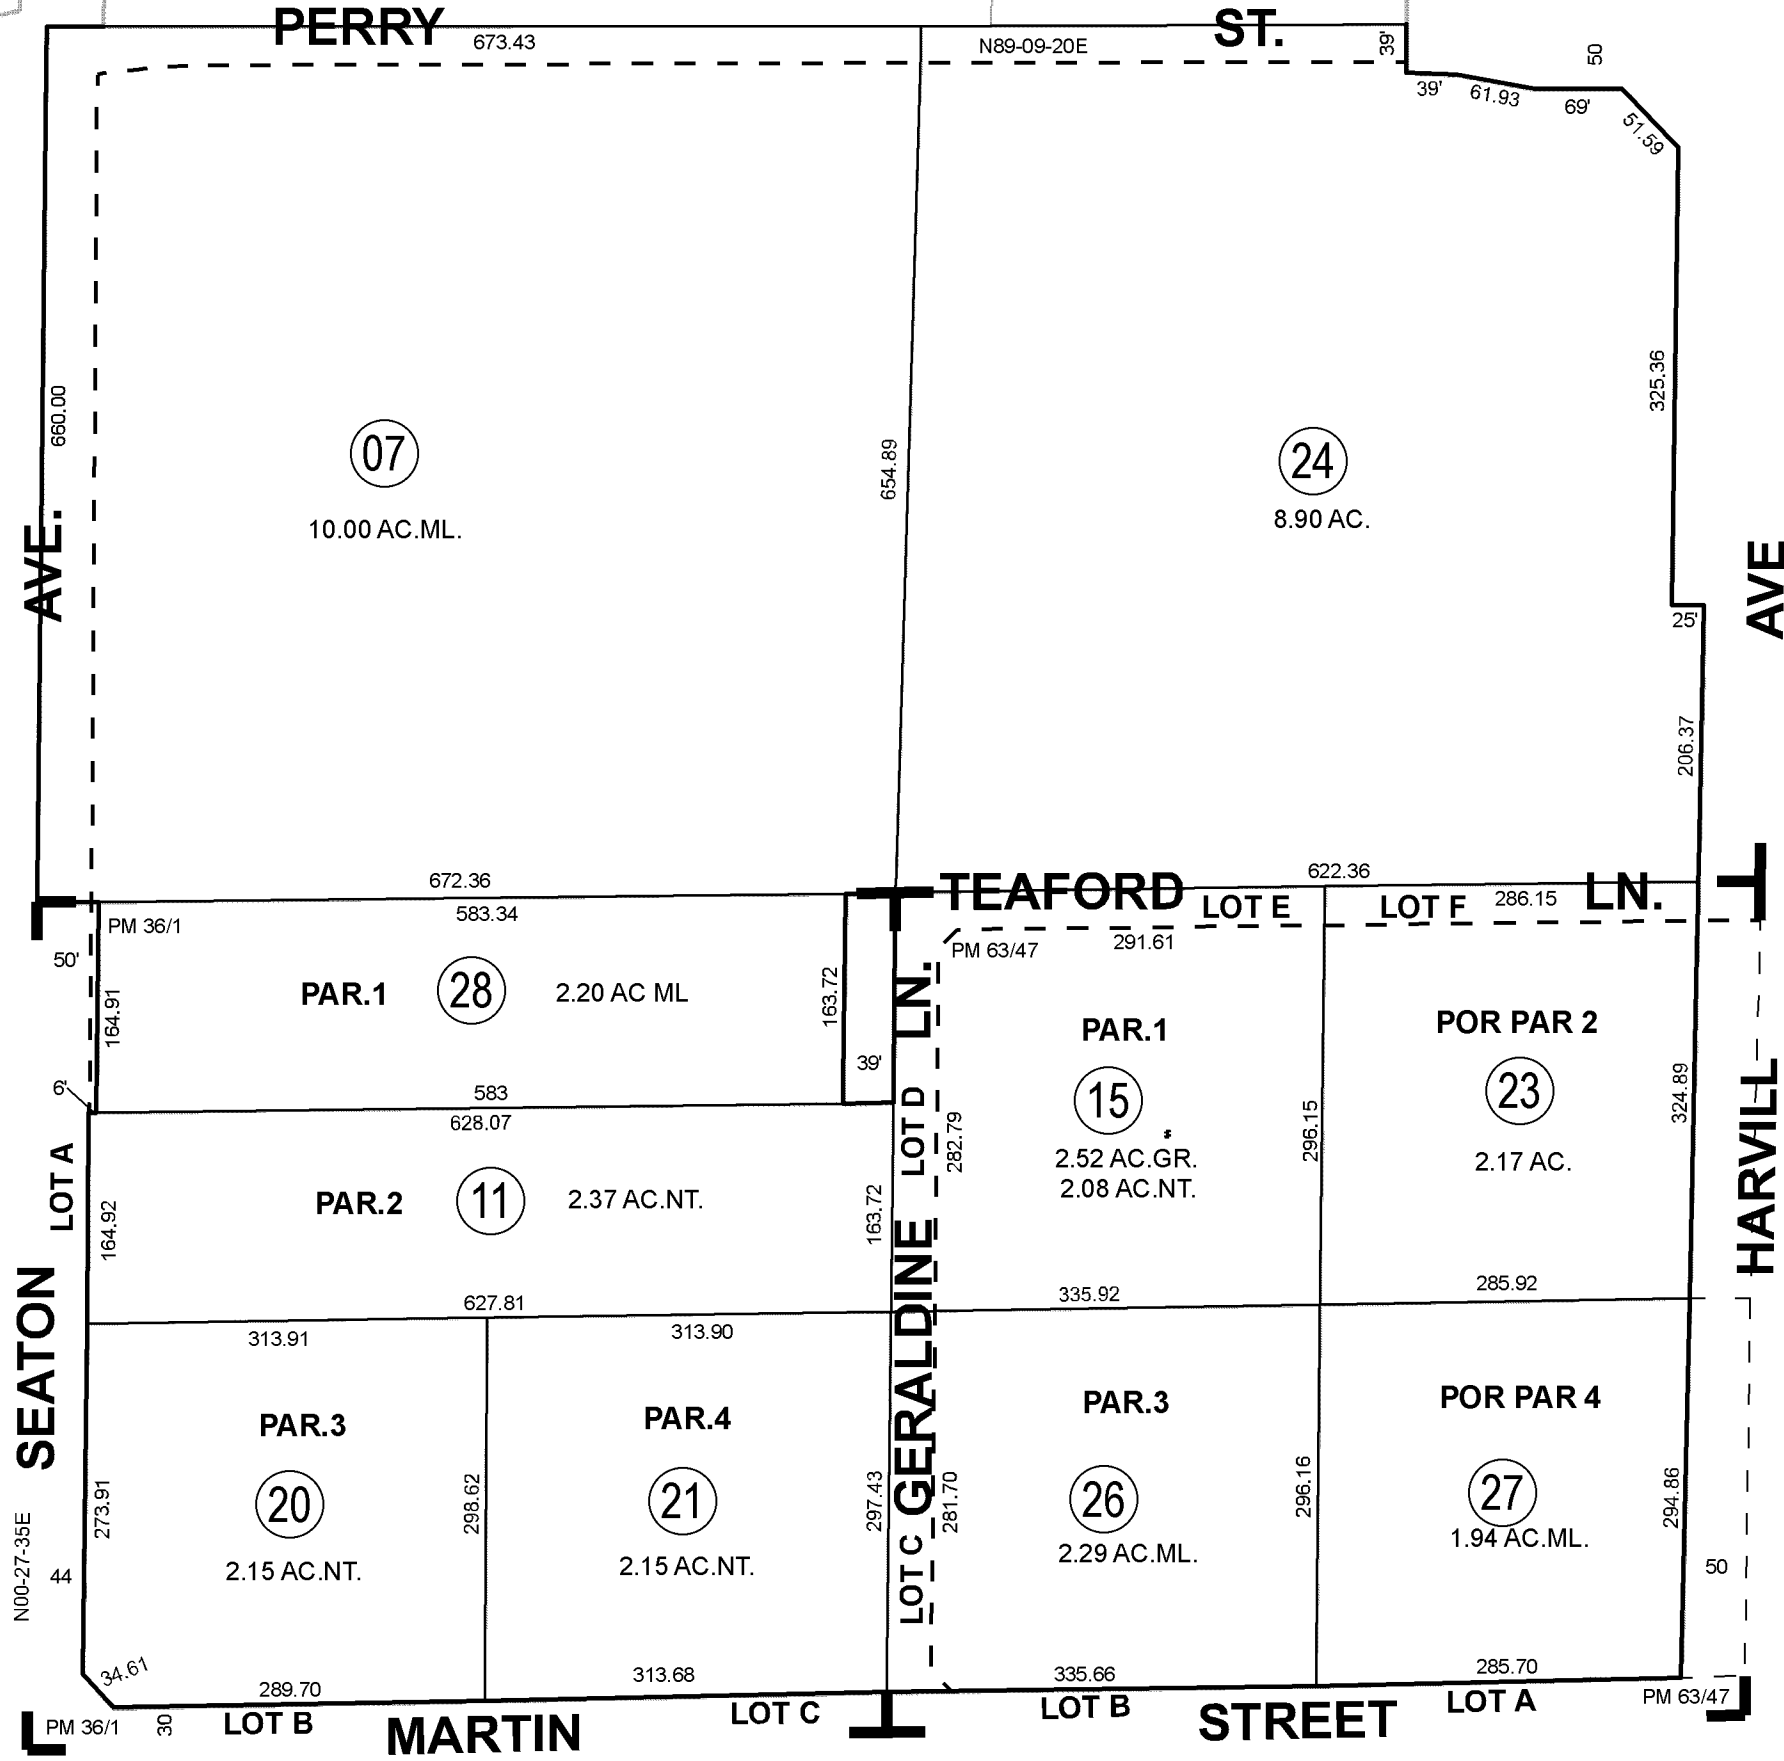 PERRY ST.
673.43
N89-09-20E
39'
50
39'
61.93
69'
51.59
660.00
AVE.
07
10.00 AC.ML.
654.89
24
8.90 AC.
325.36
25'
AVE
206.37
672.36
TEAFORD LN.
622.36
LOT E
LOT F
286.15
PM 36/1
583.34
50'
164.91
PAR.1
28
2.20 AC ML
163.72
39'
6'
583
PM 63/47
291.61
PAR.1
15
2.52 AC.GR.
2.08 AC.NT.
282.79
296.15
POR PAR 2
23
2.17 AC.
324.89
HARVILL
628.07
LOT A
164.92
PAR.2
11
2.37 AC.NT.
163.72
GERALDINE LN.
LOT D
627.81
335.92
285.92
SEATON
313.91
313.90
PAR.3
20
2.15 AC.NT.
273.91
298.62
PAR.4
21
2.15 AC.NT.
297.43
LOT C
281.70
PAR.3
26
2.29 AC.ML.
296.16
POR PAR 4
27
1.94 AC.ML.
294.86
50
N00-27-35E
44
34.61
289.70
313.68
335.66
285.70
PM 36/1
30
LOT B
MARTIN STREET
LOT C
LOT B
LOT A
PM 63/47